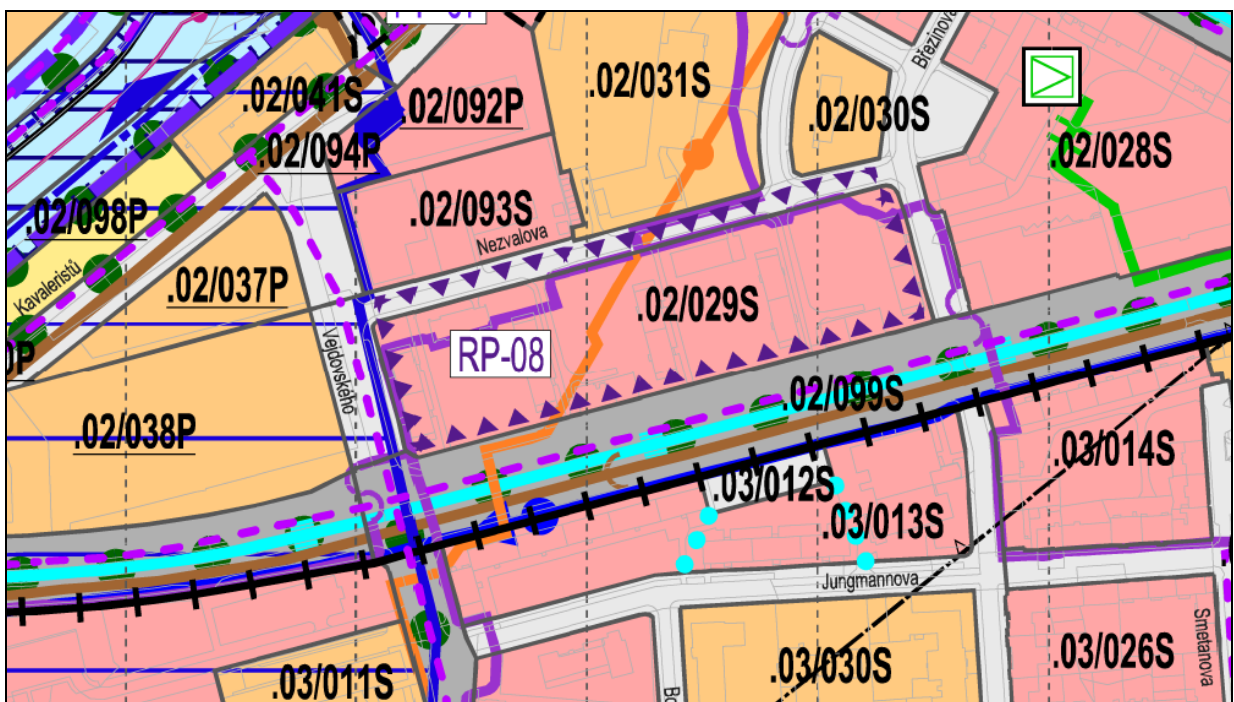 .02/041S
.02/092P
.02/031S
.02/030S
Březinova
.02/028S
.02/094P
.02/098P
.02/093S
Nezvalova
Kavaleristů
.02/037P
.02/029S
RP-08
Vejdovského
.02/038P
.02/099S
.03/012S
.03/014S
.03/013S
Jungmannova
.03/011S
.03/030S
.03/026S
Smetanova